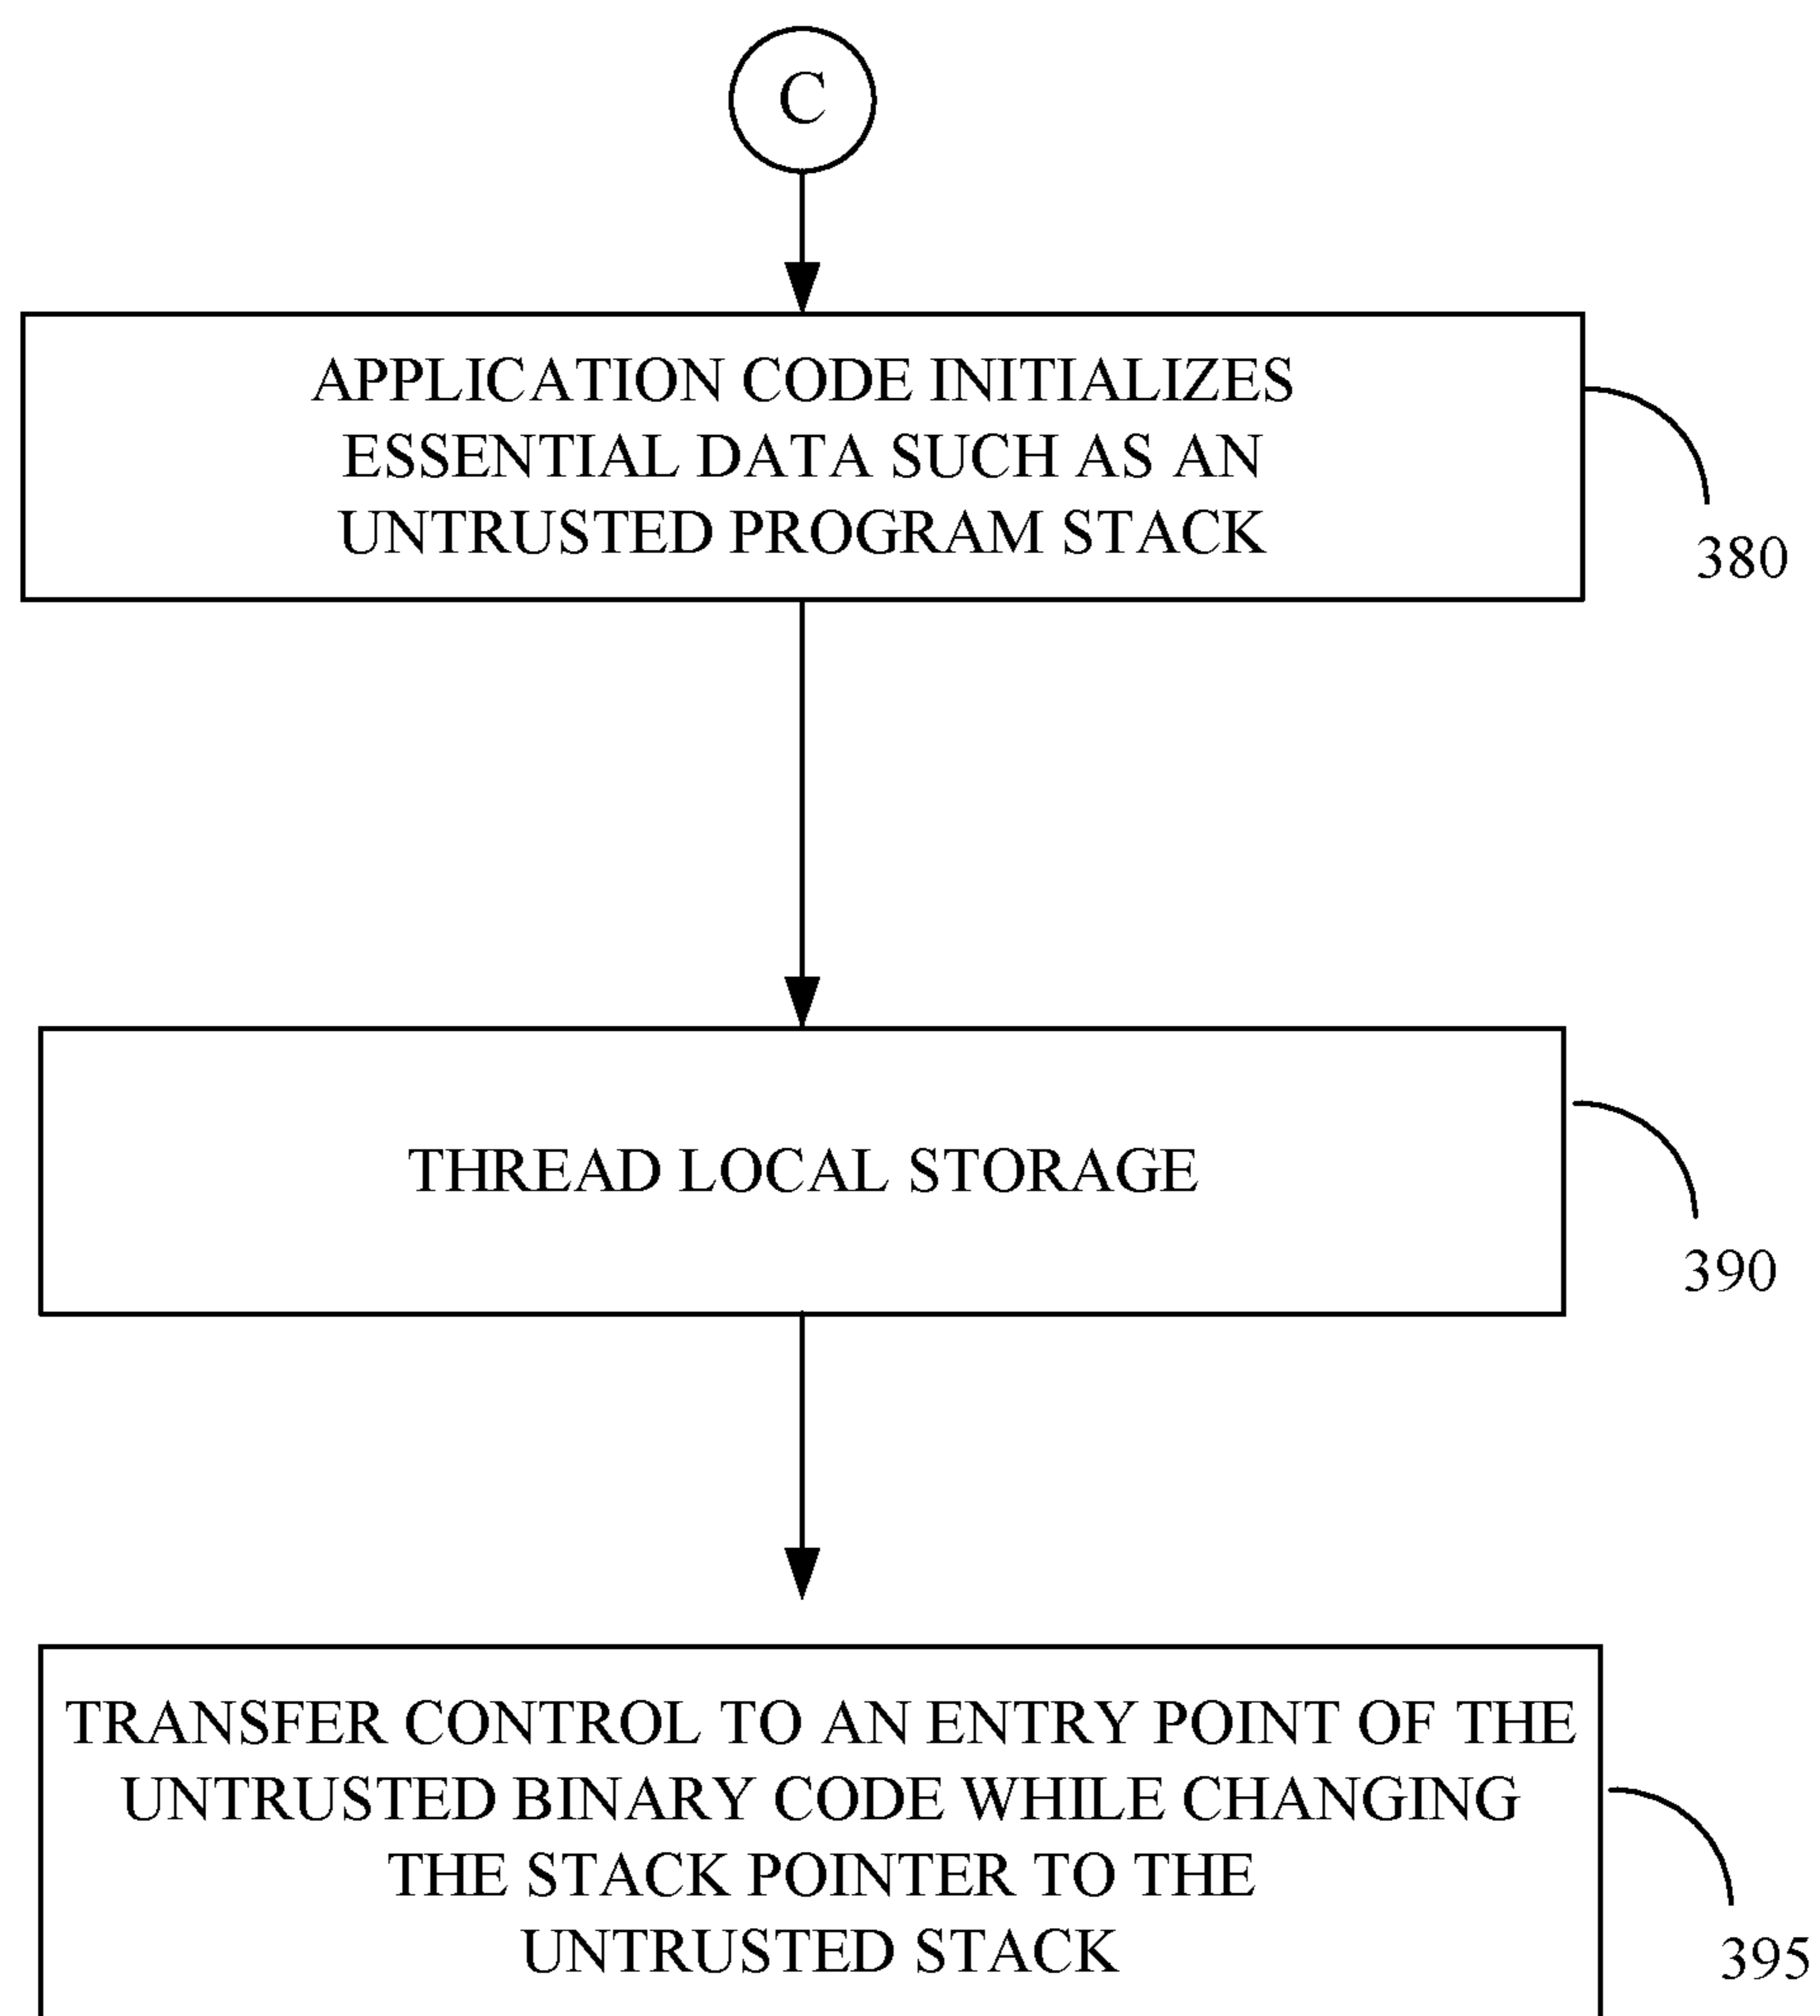 C
APPLICATION CODE INITIALIZES
ESSENTIAL DATA SUCH AS AN
UNTRUSTED PROGRAM STACK
380
THREAD LOCAL STORAGE
390
TRANSFER CONTROL TO AN ENTRY POINT OF THE
UNTRUSTED BINARY CODE WHILE CHANGING
THE STACK POINTER TO THE
UNTRUSTED STACK
395